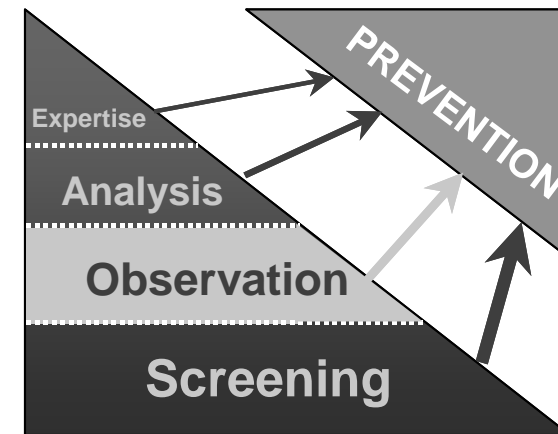 PREVENTION
Expertise
Analysis
Observation
Screening